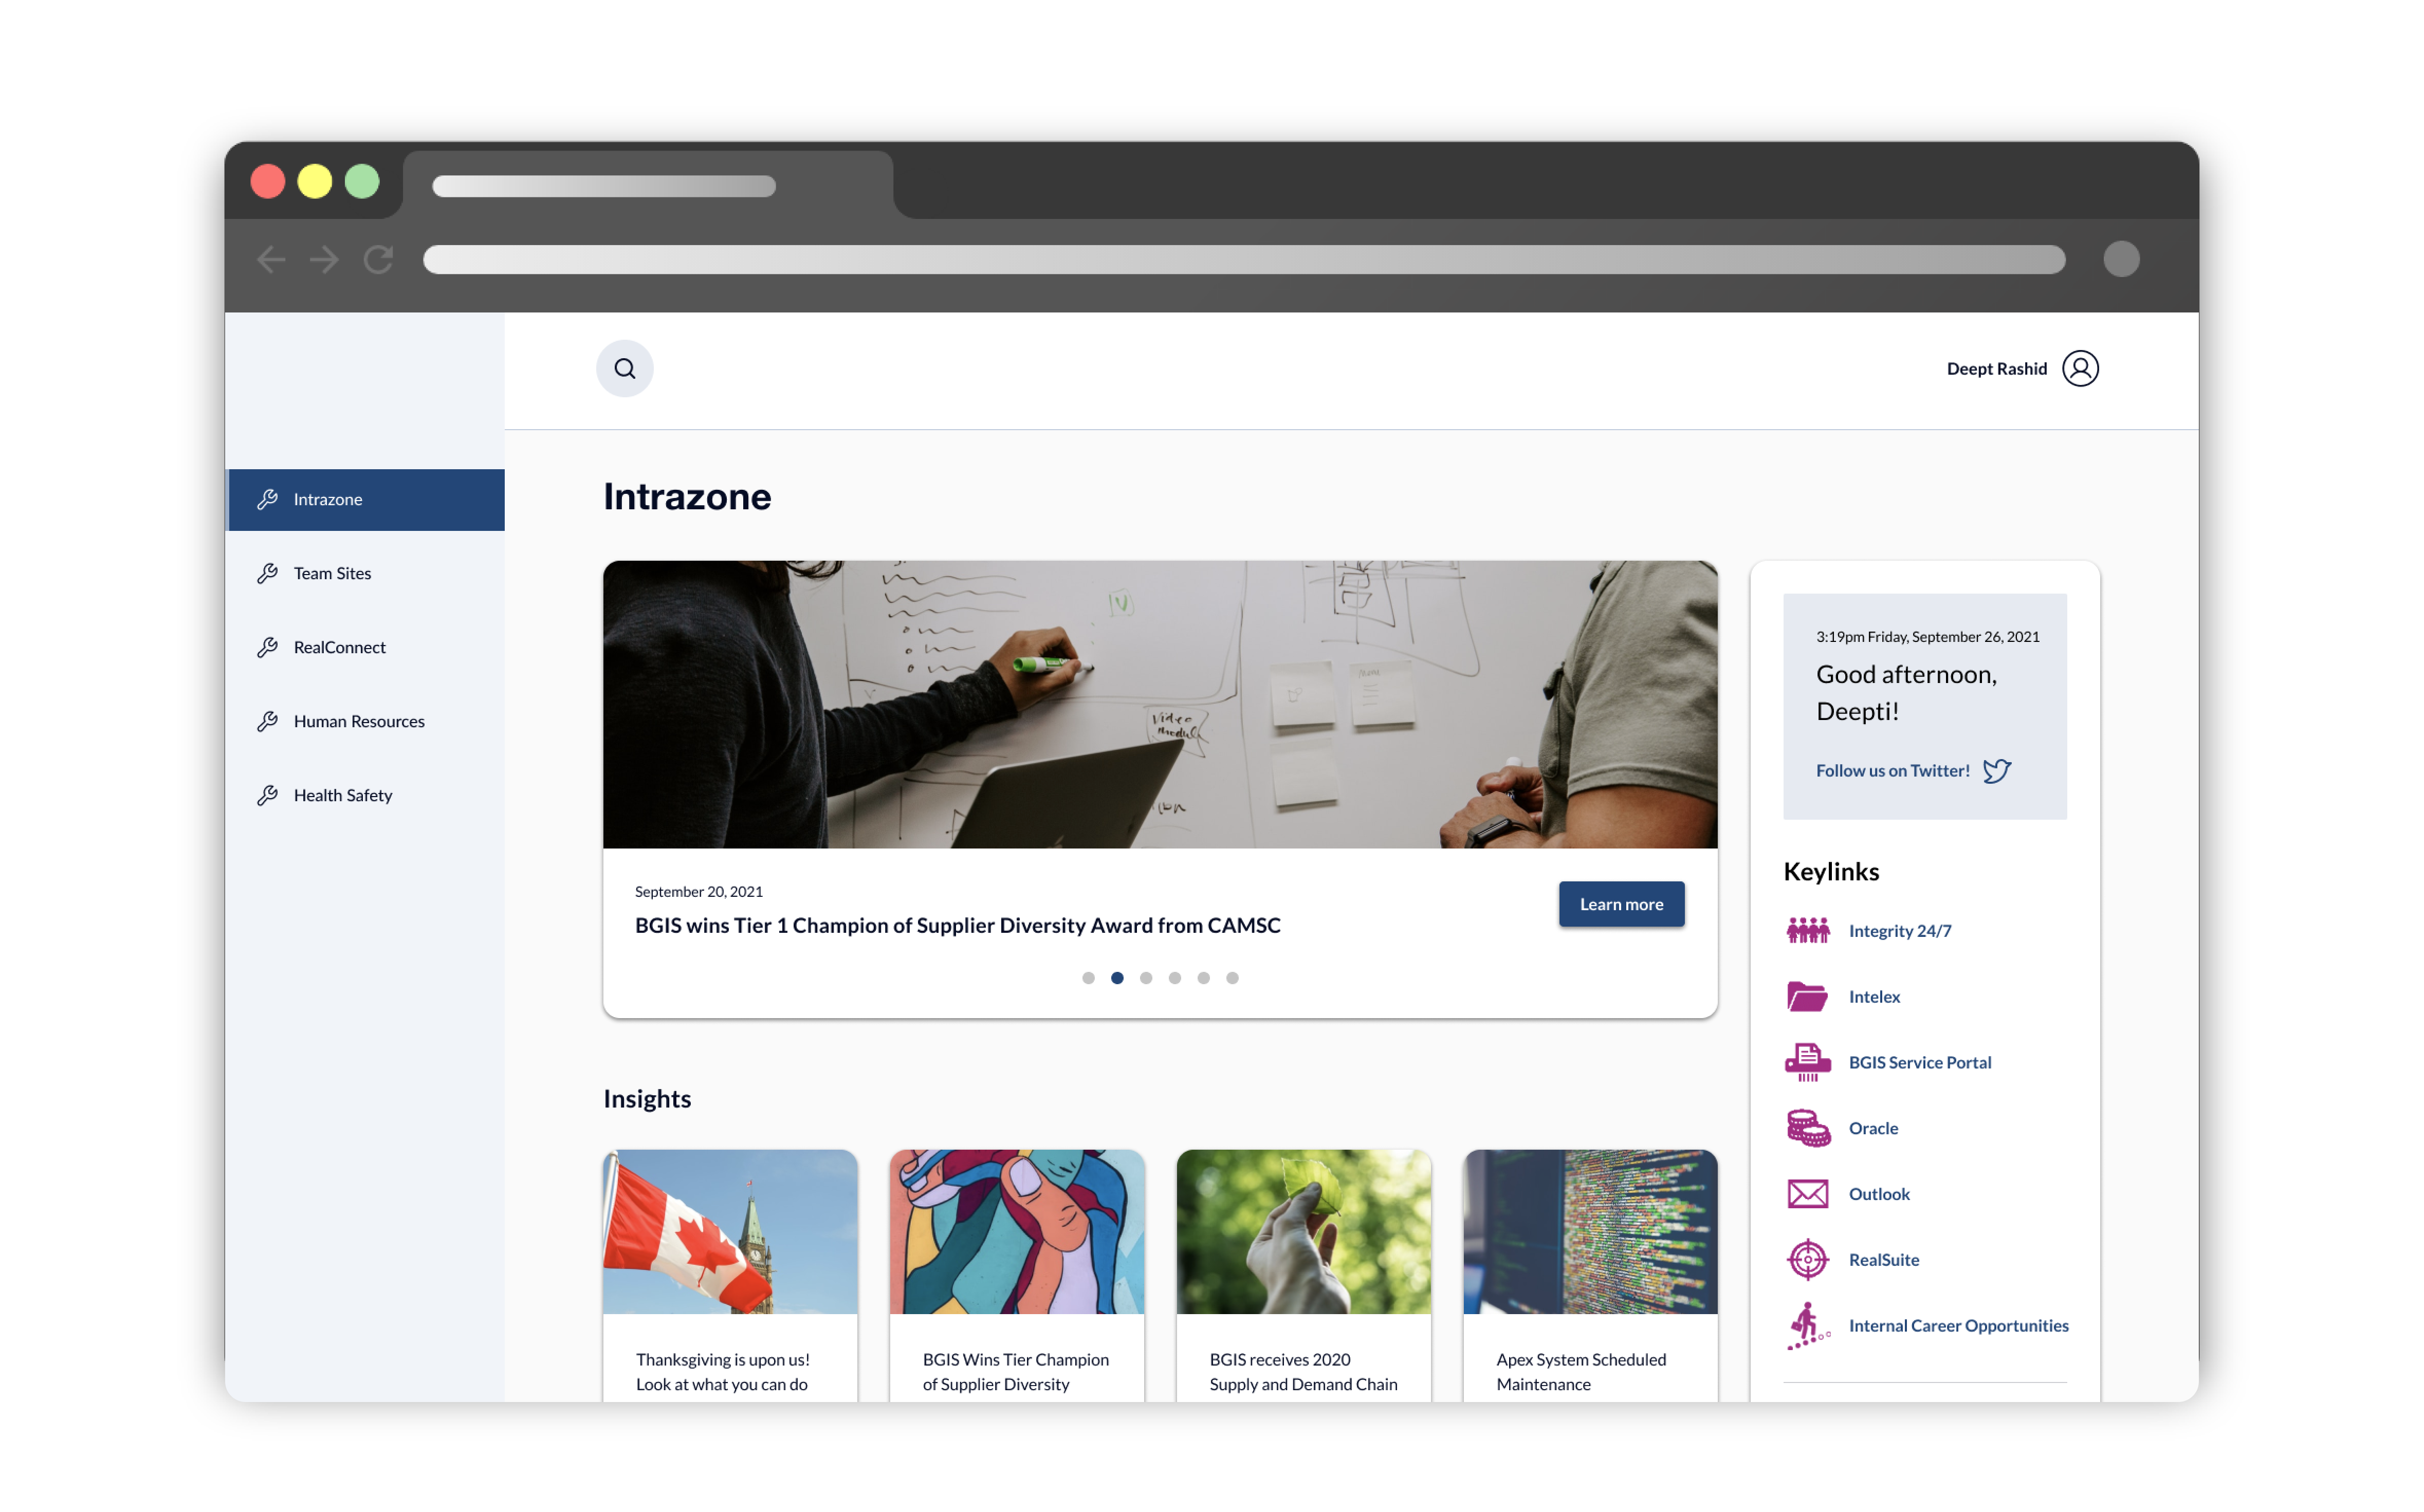 Deept Rashid
Intrazone
Team Sites
RealConnect
Human Resources
Health Safety
Intrazone
Video
September 20, 2021
BGIS wins Tier 1 Champion of Supplier Diversity Award from CAMSC
Learn more
Insights
Thanksgiving is upon us!
Look at what you can do
BGIS Wins Tier Champion
of Supplier Diversity
BGIS receives 2020
Supply and Demand Chain
Apex System Scheduled
Maintenance
3:19pm Friday, September 26, 2021
Good afternoon,
Deepti!
Follow us on Twitter!
Keylinks
Integrity 24/7
Intelex
BGIS Service Portal
Oracle
Outlook
RealSuite
Internal Career Opportunities